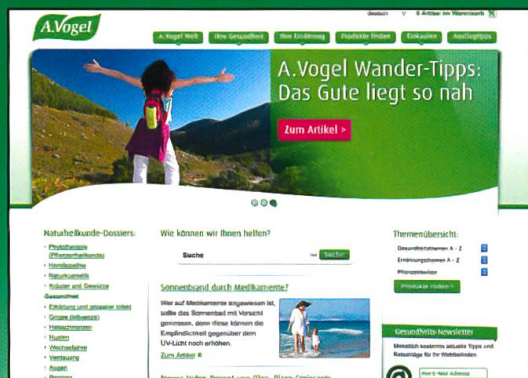 A.Vogel
deutsch
0 Artikel im Warenkorb
A.Vogel Welt
Ihre Gesundheit
Ihre Ernährung
Produkte finden
Einkaufen
Ausflugtipps
A.Vogel Wander-Tipps:
Das Gute liegt so nah
Zum Artikel >
Naturheilkunde-Dossiers:
Phytotherapie
(Pflanzenheilkunde)
Homöopathie
Naturkosmetik
Kräuter und Gewürze
Gesundheit
Erkältung und grippaler Infekt
Grippe (Influenza)
Halsschmerzen
Husten
Wechseljahre
Verdauung
Augen
Wie können wir Ihnen helfen?
Suche
Suche
Sonnenbrand durch Medikamente?
Wer auf Medikamente angewiesen ist,
sollte das Sonnenbad mit Vorsicht
geniessen, denn diese können die
Empfindlichkeit gegenüber dem
UV-Licht noch erhöhen.
Zum Artikel
Themenübersicht:
Gesundheitsthemen A - Z
Ernährungsthemen A - Z
Pflanzenlexikon
Produkte finden >
Gesundheits-Newsletter
Monatlich kostenlos aktuelle Tipps und
Ratschläge für Ihr Wohlbefinden.
@
Ihre E-Mail Adresse